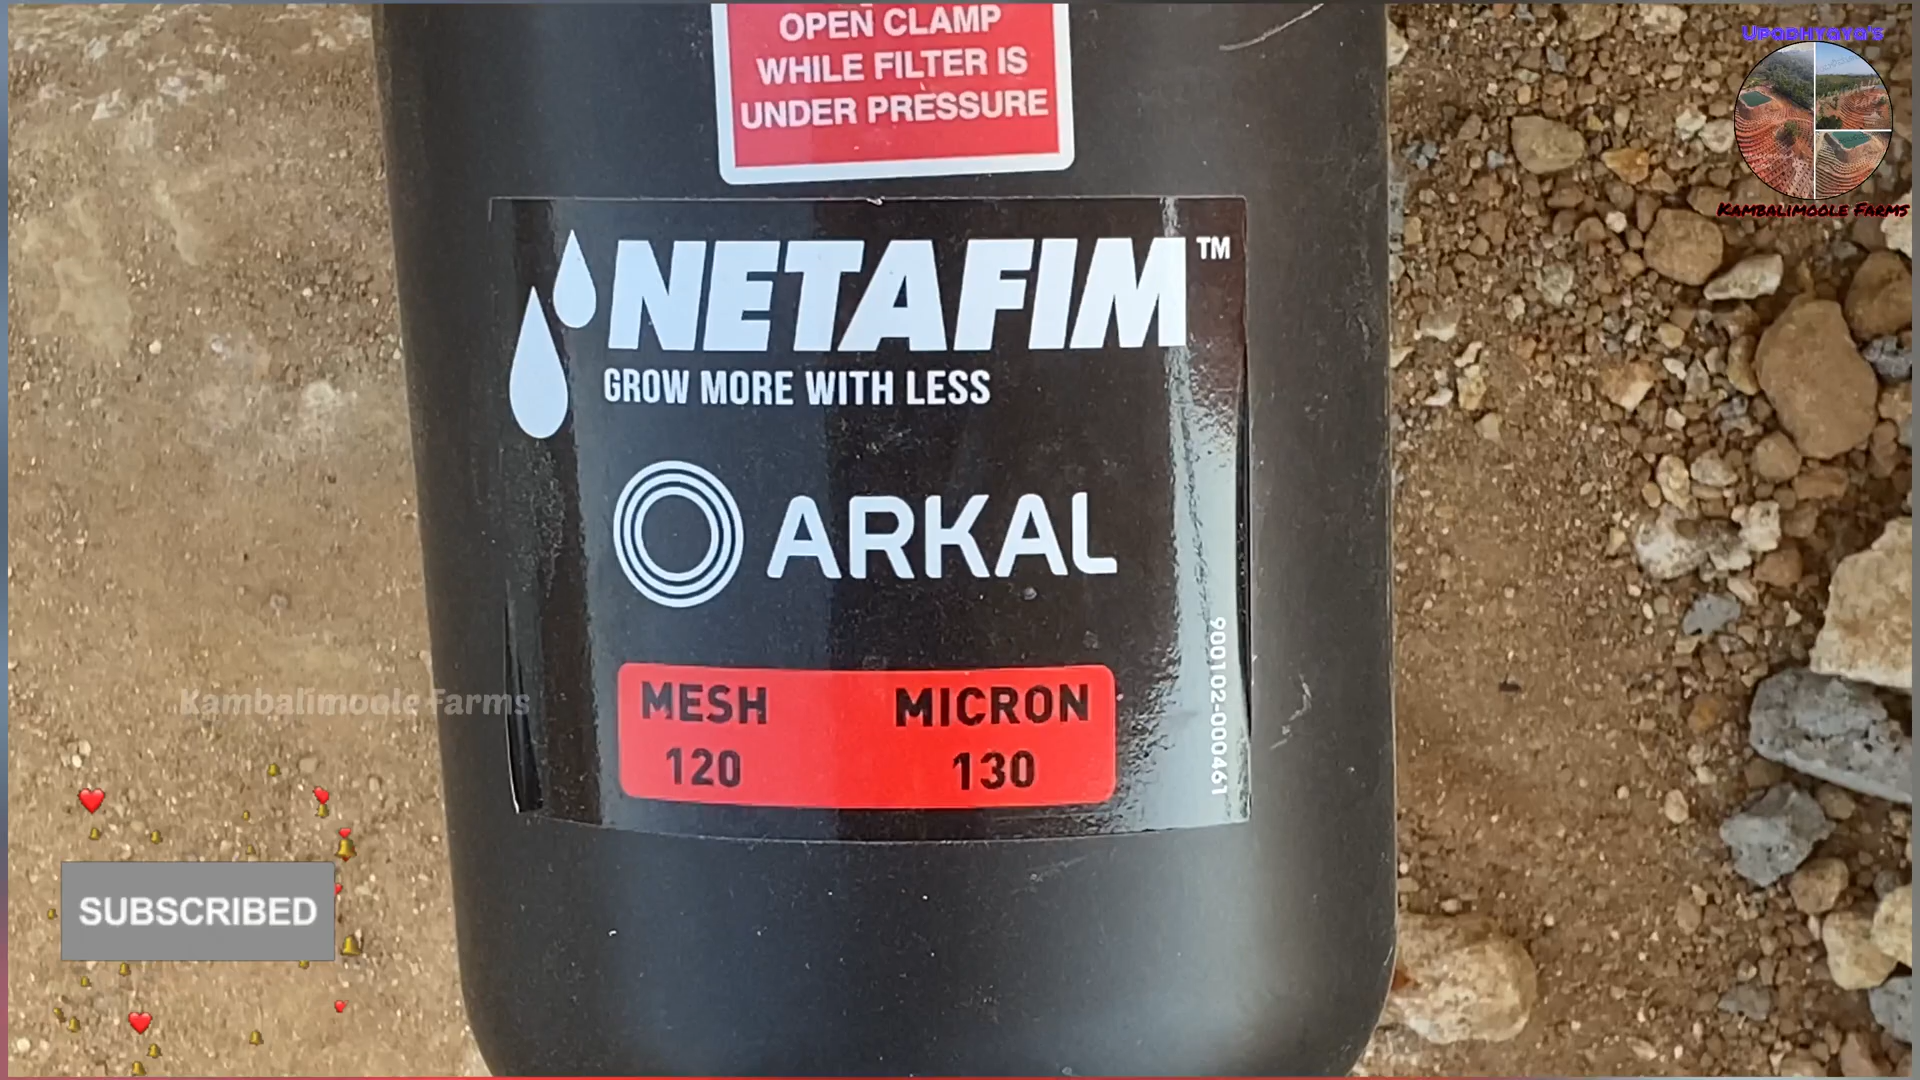 OPEN CLAMP
WHILE FILTER IS
UNDER PRESSURE
Upadhyaya's
Kambalimoole Farms
NETAFIM™
GROW MORE WITH LESS
ARKAL
MESH MICRON
120 130
900102-000461
Kambalimoole Farms
SUBSCRIBED